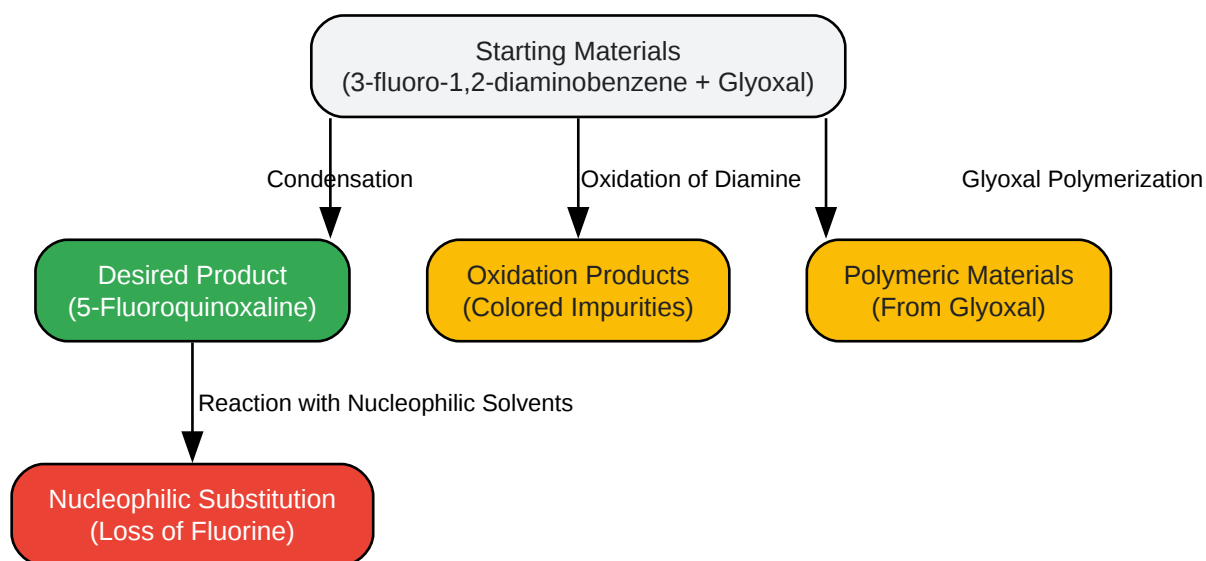 Starting Materials
(3-fluoro-1,2-diaminobenzene + Glyoxal)
Condensation
Oxidation of Diamine
Glyoxal Polymerization
Desired Product
(5-Fluoroquinoxaline)
Oxidation Products
(Colored Impurities)
Polymeric Materials
(From Glyoxal)
Reaction with Nucleophilic Solvents
Nucleophilic Substitution
(Loss of Fluorine)